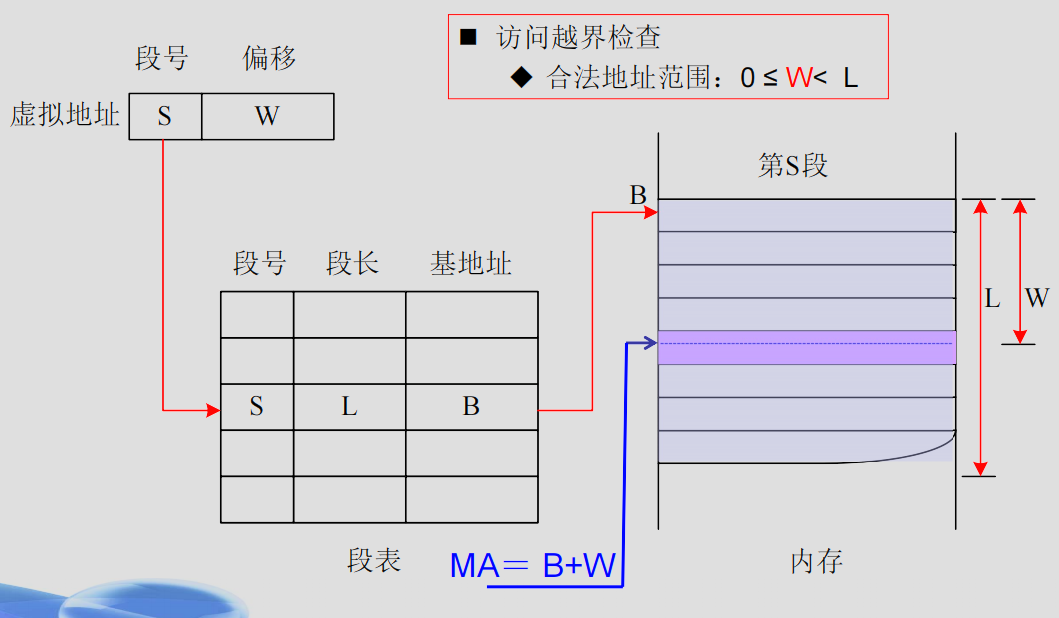 ■ 访问越界检查
◆ 合法地址范围：0 ≤ W< L
段号 偏移
虚拟地址 S W
第S段
B
段号 段长 基地址
S L B
L W
段表
MA＝ B+W
内存